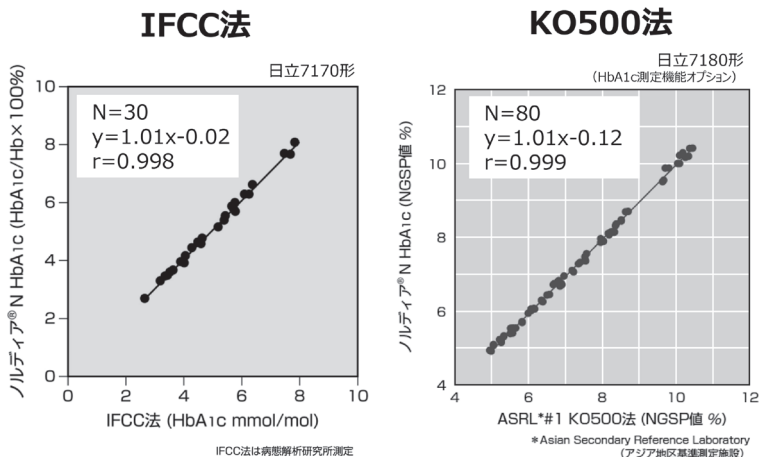 IFCC法
日立7170形
N=30
y=1.01x-0.02
r=0.998
ノルディア®N HbA1c (HbA1c/Hb×100%)
10
8
6
4
2
0
0 2 4 6 8 10
IFCC法 (HbA1c mmol/mol)
IFCC法は病態解析研究所測定
KO500法
日立7180形
(HbA1c測定機能オプション)
N=80
y=1.01x-0.12
r=0.999
ノルディア®N HbA1c (NGSP値 %)
12
10
8
6
4
4 6 8 10 12
ASRL*#1 KO500法 (NGSP値 %)
*Asian Secondary Reference Laboratory
(アジア地区基準測定施設)